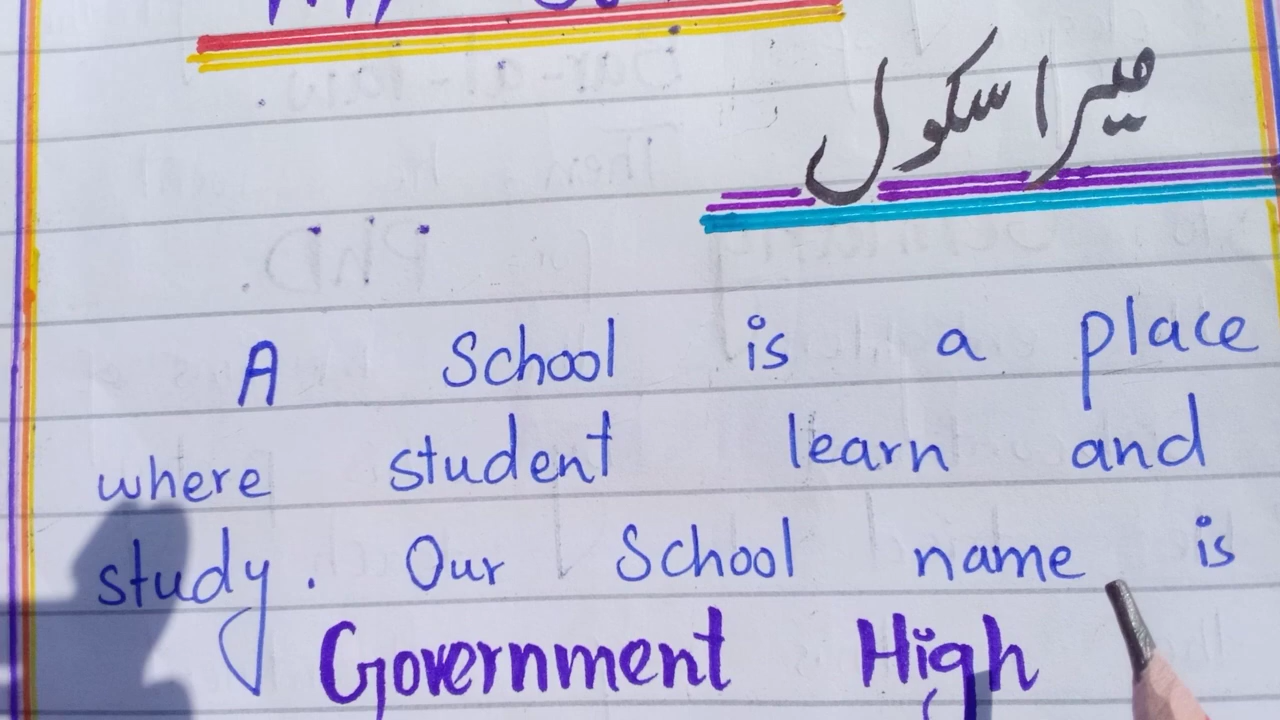 میرا سکول
A School is a place
where student learn and
study. Our School name is
Government High